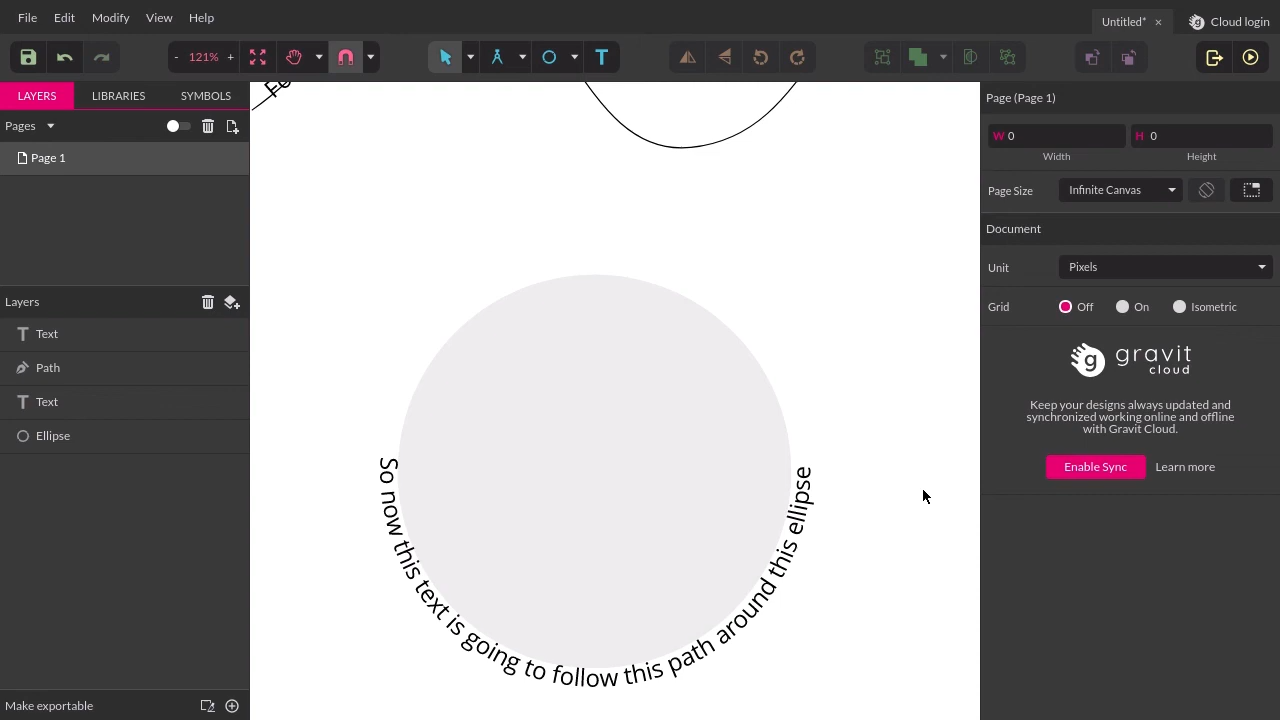 File Edit Modify View Help
Untitled*
Cloud login
- 121% +
LAYERS LIBRARIES SYMBOLS
Pages
Page 1
Layers
Text
Path
Text
Ellipse
Make exportable
So now this text is going to follow this path around this ellipse
Page (Page 1)
W 0 H 0
Width Height
Page Size Infinite Canvas
Document
Unit Pixels
Grid Off On Isometric
gravit
cloud
Keep your designs always updated and
synchronized working online and offline
with Gravit Cloud.
Enable Sync Learn more